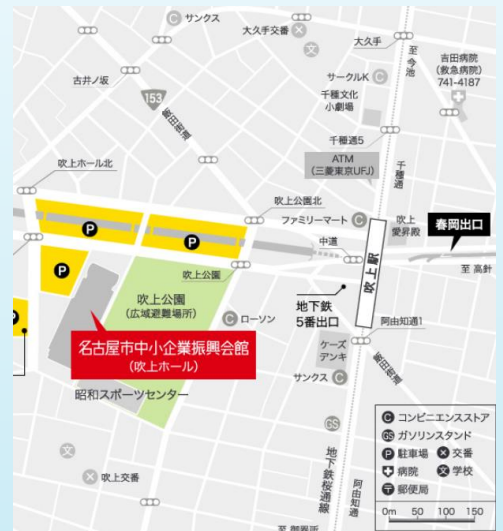 サンクス
大久手交番
大久手
至 今池
吉田病院
(救急病院)
741-4187
古井ノ坂
サークルK
153
飯田街道
千種文化
小劇場
千種通5
吹上ホール北
ATM
(三菱東京UFJ)
千種通
吹上公園北
ファミリーマート
吹上
愛昇殿
春岡出口
中道
吹上駅
至 高針
吹上公園
吹上公園
(広域避難場所)
地下鉄
5番出口
ローソン
阿由知通1
名古屋市中小企業振興会館
(吹上ホール)
ケーズ
デンキ
飯田街道
昭和スポーツセンター
サンクス
コンビニエンスストア
ガソリンスタンド
駐車場
交番
病院
学校
郵便局
吹上交番
地下鉄桜通線
阿由知通
0m 50 100 150